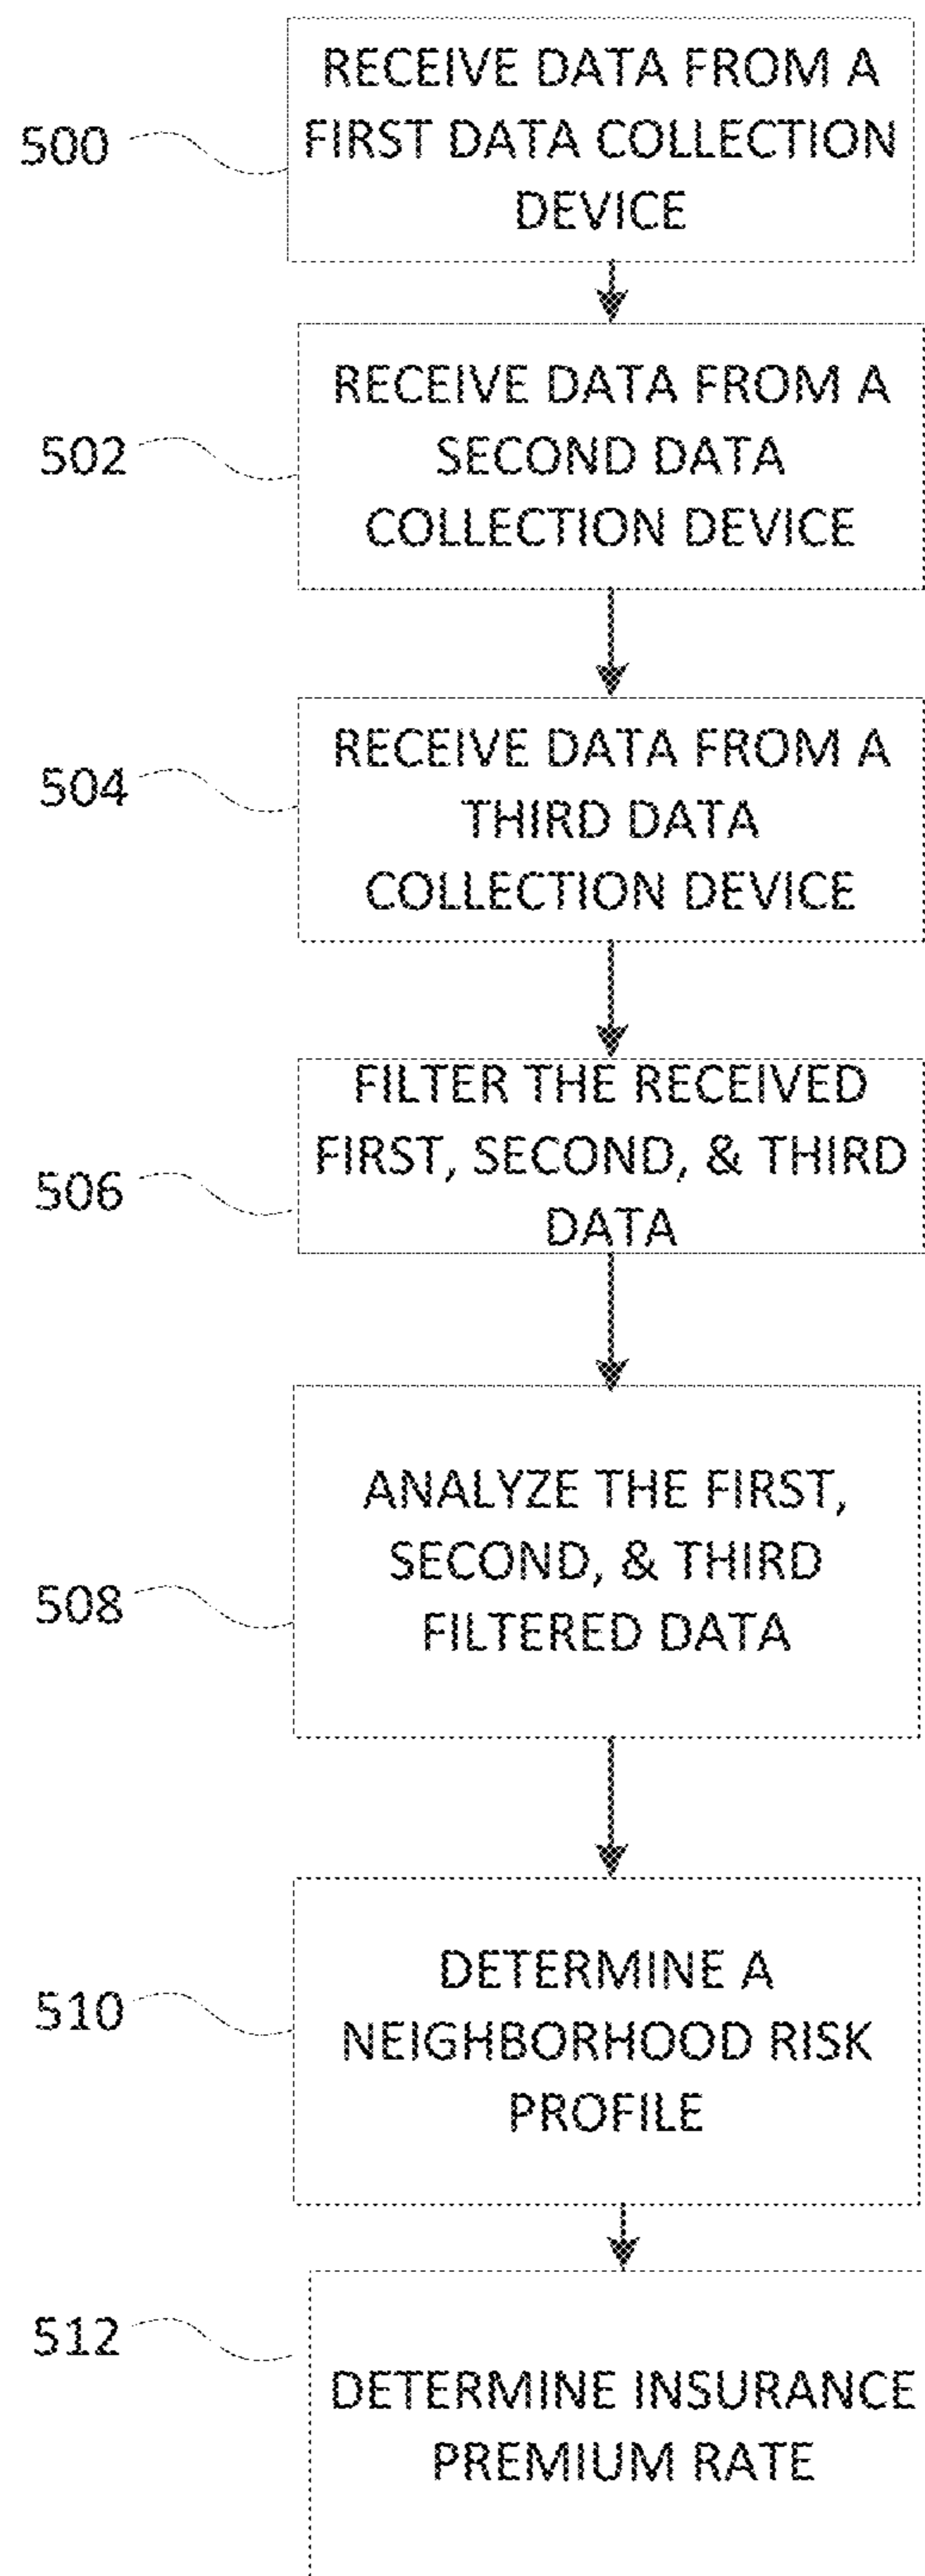 500
RECEIVE DATA FROM A
FIRST DATA COLLECTION
DEVICE
502
RECEIVE DATA FROM A
SECOND DATA
COLLECTION DEVICE
504
RECEIVE DATA FROM A
THIRD DATA
COLLECTION DEVICE
506
FILTER THE RECEIVED
FIRST, SECOND, & THIRD
DATA
508
ANALYZE THE FIRST,
SECOND, & THIRD
FILTERED DATA
510
DETERMINE A
NEIGHBORHOOD RISK
PROFILE
512
DETERMINE INSURANCE
PREMIUM RATE